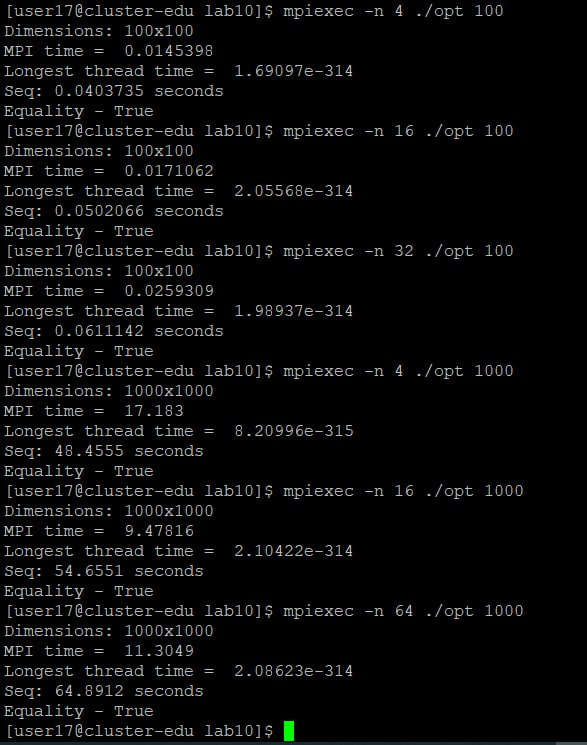 [user17@cluster-edu lab10]$ mpiexec -n 4 ./opt 100
Dimensions: 100x100
MPI time =  0.0145398
Longest thread time =  1.69097e-314
Seq: 0.0403735 seconds
Equality - True
[user17@cluster-edu lab10]$ mpiexec -n 16 ./opt 100
Dimensions: 100x100
MPI time =  0.0171062
Longest thread time =  2.05568e-314
Seq: 0.0502066 seconds
Equality - True
[user17@cluster-edu lab10]$ mpiexec -n 32 ./opt 100
Dimensions: 100x100
MPI time =  0.0259309
Longest thread time =  1.98937e-314
Seq: 0.0611142 seconds
Equality - True
[user17@cluster-edu lab10]$ mpiexec -n 4 ./opt 1000
Dimensions: 1000x1000
MPI time =  17.183
Longest thread time =  8.20996e-315
Seq: 48.4555 seconds
Equality - True
[user17@cluster-edu lab10]$ mpiexec -n 16 ./opt 1000
Dimensions: 1000x1000
MPI time =  9.47816
Longest thread time =  2.10422e-314
Seq: 54.6551 seconds
Equality - True
[user17@cluster-edu lab10]$ mpiexec -n 64 ./opt 1000
Dimensions: 1000x1000
MPI time =  11.3049
Longest thread time =  2.08623e-314
Seq: 64.8912 seconds
Equality - True
[user17@cluster-edu lab10]$